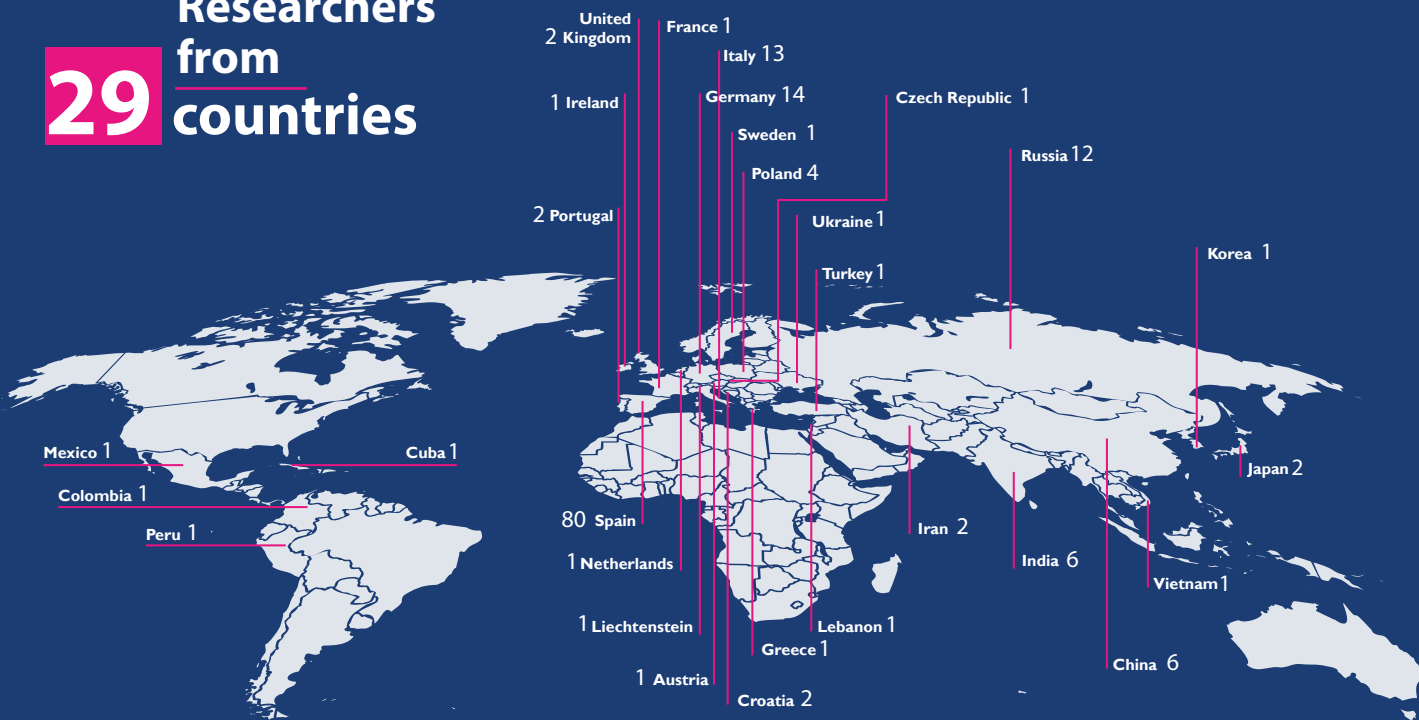 Researchers
from
29 countries
United
2 Kingdom
France 1
Italy 13
1 Ireland
Germany 14
Czech Republic 1
Sweden 1
Russia 12
Poland 4
2 Portugal
Ukraine 1
Korea 1
Turkey 1
Mexico 1
Cuba 1
Japan 2
Colombia 1
80 Spain
Iran 2
Peru 1
1 Netherlands
India 6
Vietnam 1
1 Liechtenstein
Lebanon 1
Greece 1
China 6
1 Austria
Croatia 2